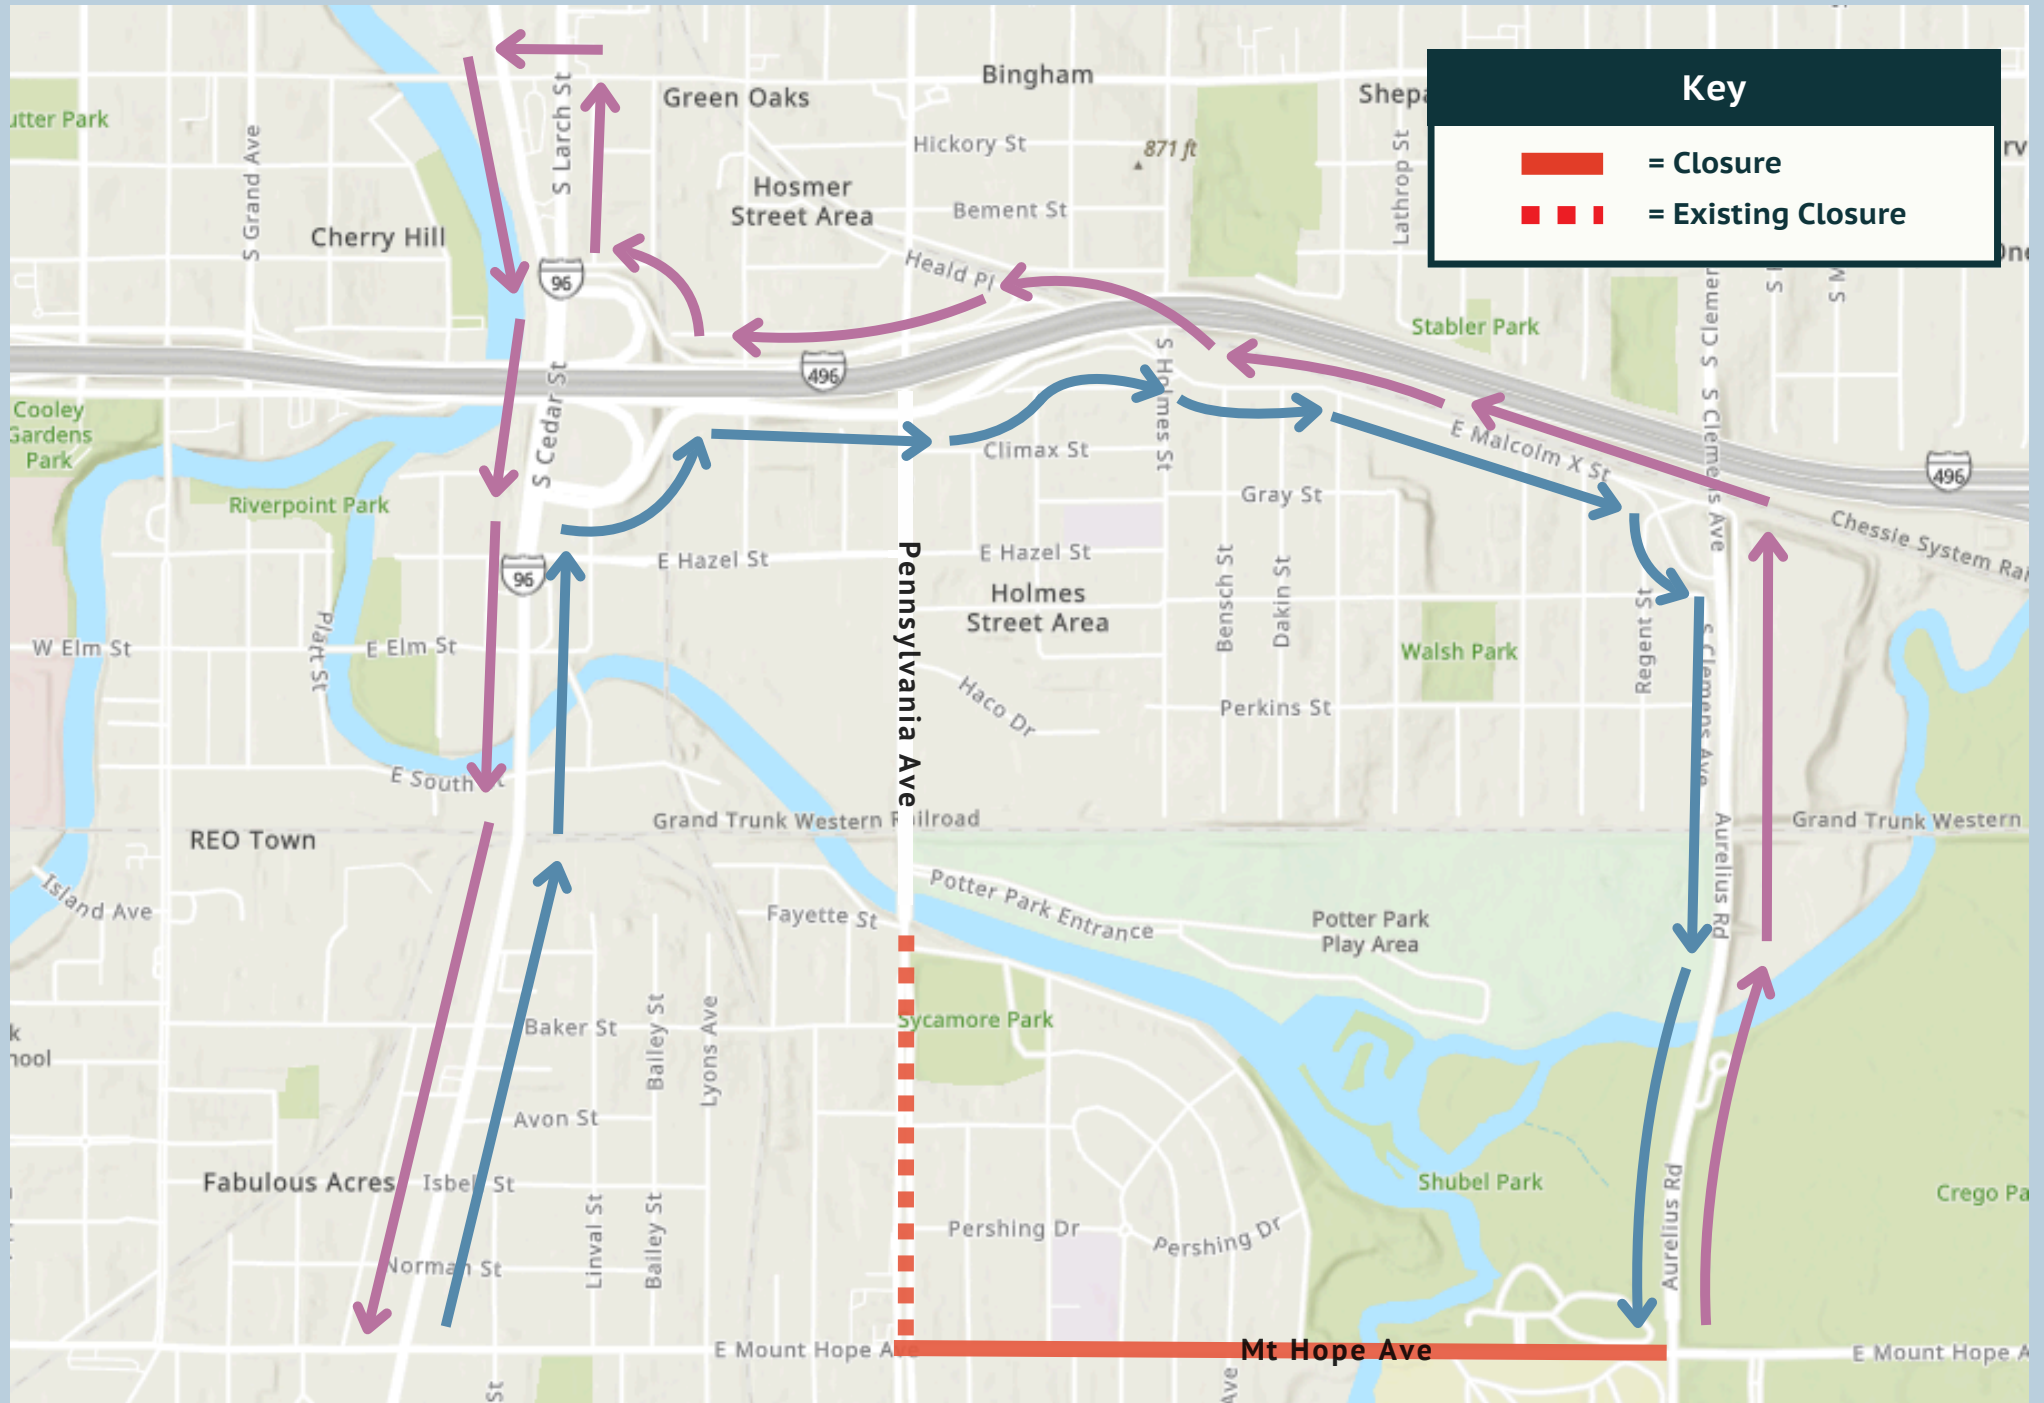 Key
= Closure
= Existing Closure
Bingham
Green Oaks
S Larch St
Hickory St
871 ft
Lathrop St
S Grand Ave
Hosmer
Street Area
Bement St
Cherry Hill
96
Heald Pl
Stabler Park
496
S Holmes St
S Cedar St
Cooley
Gardens
Park
Climax St
E Malcolm X St
S Clemens Ave
496
Riverpoint Park
Gray St
Chessie System
E Hazel St
E Hazel St
96
Pennsylvania Ave
Holmes
Street Area
Bensch St
Dakin St
Regent St
W Elm St
Platt St
E Elm St
Walsh Park
S Clemens Ave
Haco Dr
Perkins St
E South
REO Town
Grand Trunk Western Railroad
Aurelius Rd
Grand Trunk Western
Island Ave
Potter Park Entrance
Fayette St
Potter Park
Play Area
Baker St
Bailey St
Lyons Ave
Sycamore Park
Avon St
Fabulous Acres
Isbell St
Linval St
Bailey St
Shubel Park
Aurelius Rd
Pershing Dr
Pershing Dr
Norman St
E Mount Hope
Mt Hope Ave
E Mount Hope
St
Ave